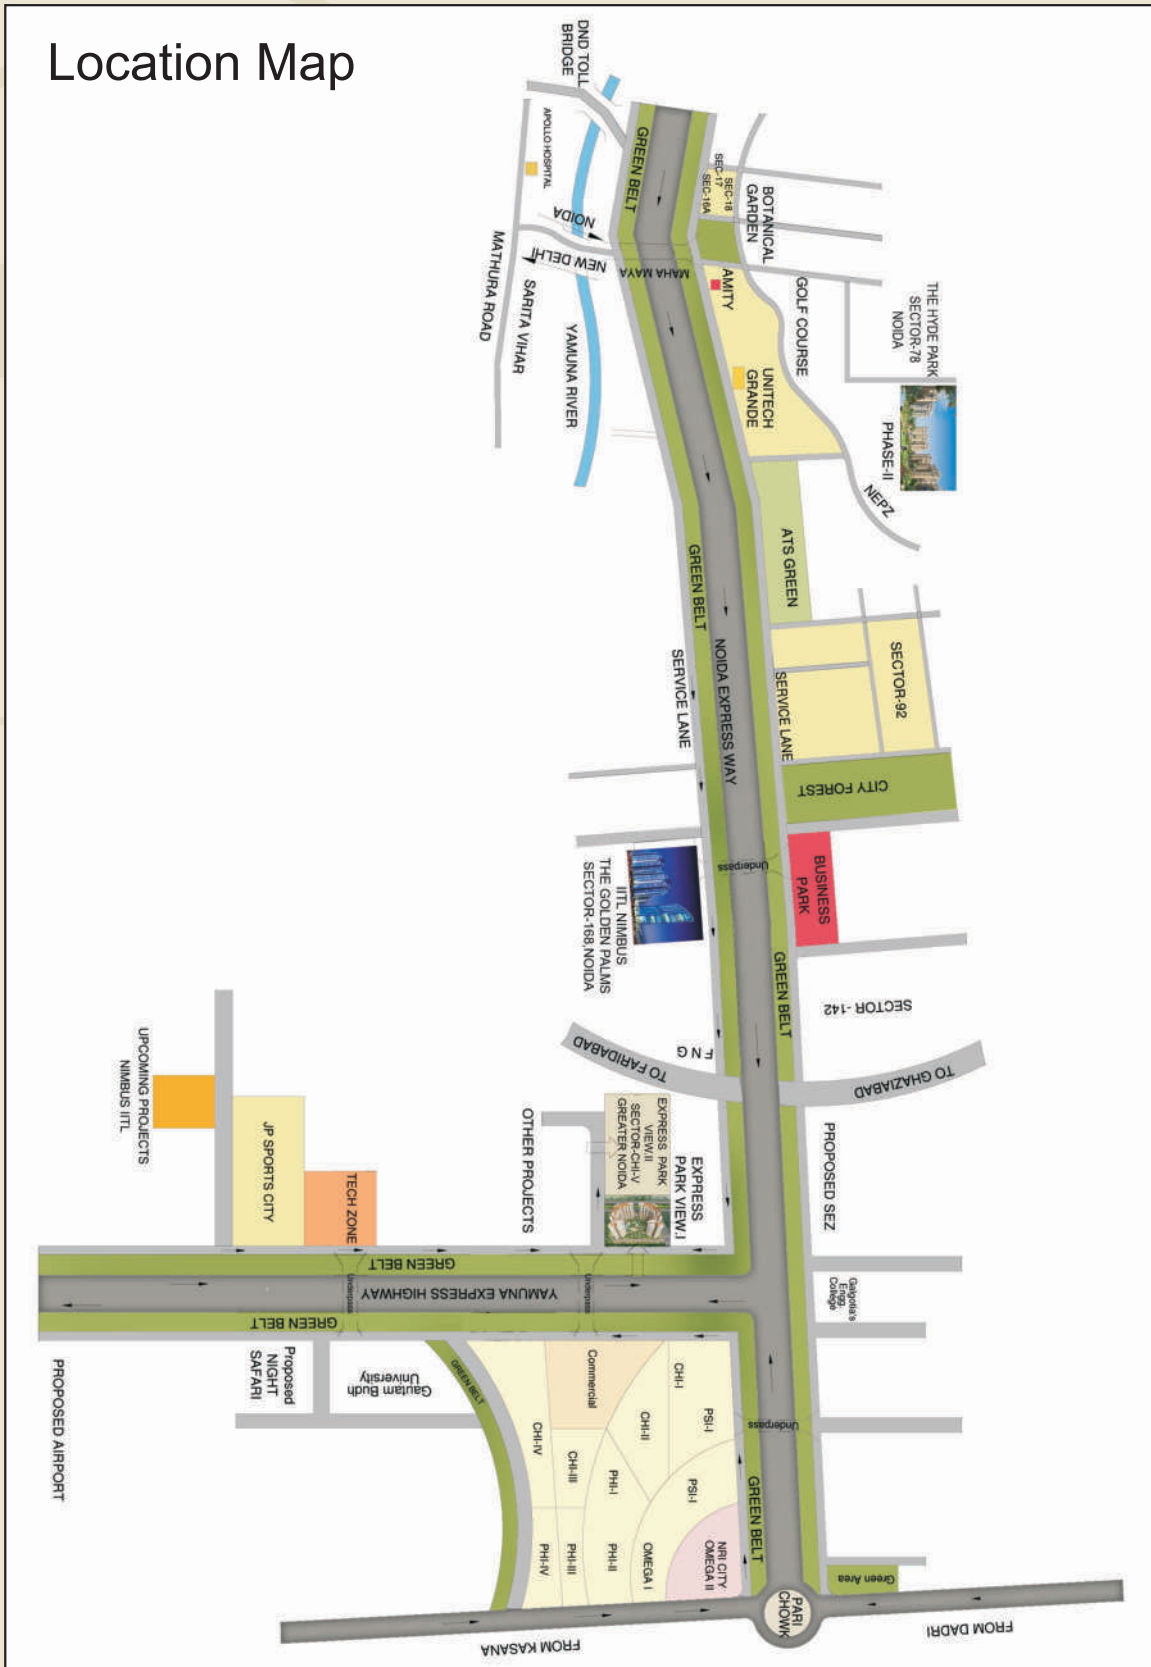 Location Map
DND TOLL
BRIDGE
APOLLO HOSPITAL
GREEN BELT
SEC-17
SEC-18
SEC-16A
BOTANICAL
GARDEN
NOIDA
NEW DELHI
MAHA MAYA
AMITY
GOLF COURSE
THE HYDE PARK
SECTOR-78
NOIDA
MATHURA ROAD
SARITA VIHAR
YAMUNA RIVER
UNITECH
GRANDE
PHASE-II
NEPZ
ATS GREEN
GREEN BELT
NOIDA EXPRESS WAY
SERVICE LANE
SERVICE LANE
SECTOR-92
CITY FOREST
Underpass
BUSINESS
PARK
IITL NIMBUS
THE GOLDEN PALMS
SECTOR-168,NOIDA
GREEN BELT
SECTOR -142
F N G
TO FARIDABAD
TO GHAZIABAD
UPCOMING PROJECTS
NIMBUS IITL
JP SPORTS CITY
TECH ZONE
OTHER PROJECTS
EXPRESS PARK
VIEW.II
SECTOR-CHI-V
GREATER NOIDA
EXPRESS
PARK VIEW.I
PROPOSED SEZ
GREEN BELT
Underpass
YAMUNA EXPRESS HIGHWAY
Underpass
GREEN BELT
Galgotia's
Engg.
College
PROPOSED AIRPORT
Proposed
NIGHT
SAFARI
Gautam Budh
University
GREEN BELT
Commercial
CHI-I
CHI-II
CHI-III
CHI-IV
PSI-I
PSI-I
PHI-I
PHI-II
PHI-III
PHI-IV
OMEGA I
NRI CITY
OMEGA II
Underpass
GREEN BELT
Green Area
PARI
CHOWK
FROM KASANA
FROM DADRI